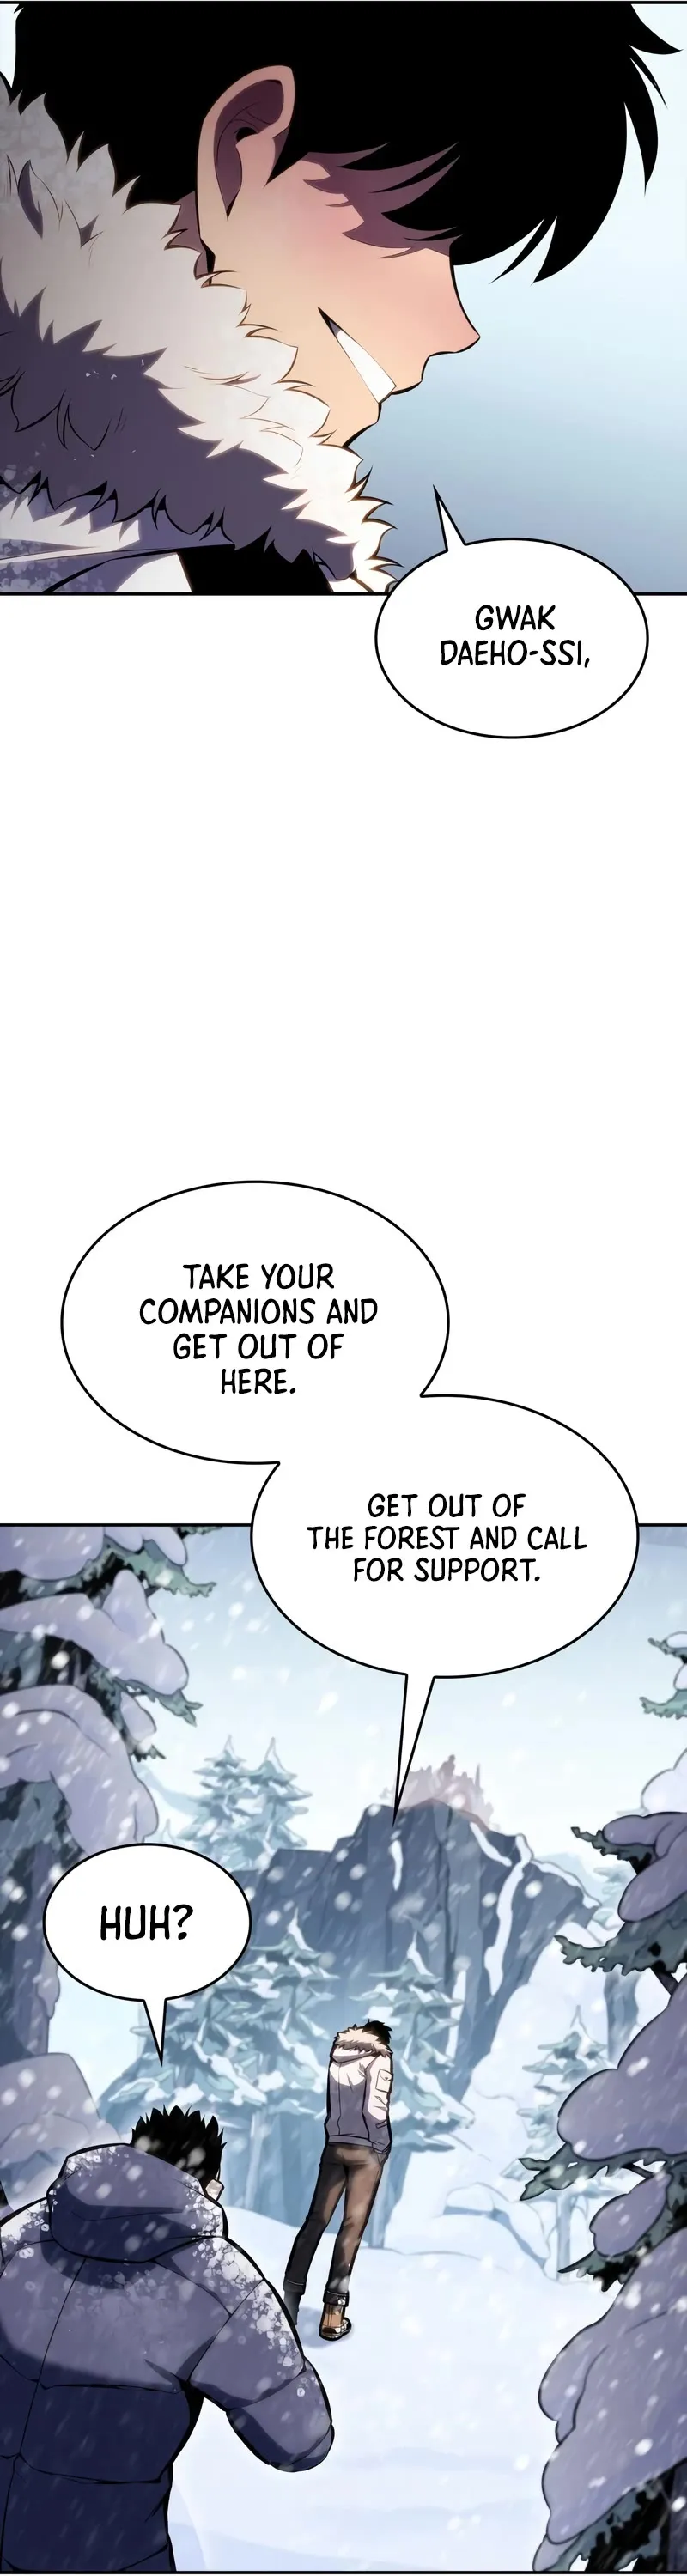 GWAK
DAEHO-SSI,
TAKE YOUR
COMPANIONS AND
GET OUT OF
HERE.
GET OUT OF
THE FOREST AND CALL
FOR SUPPORT.
HUH?